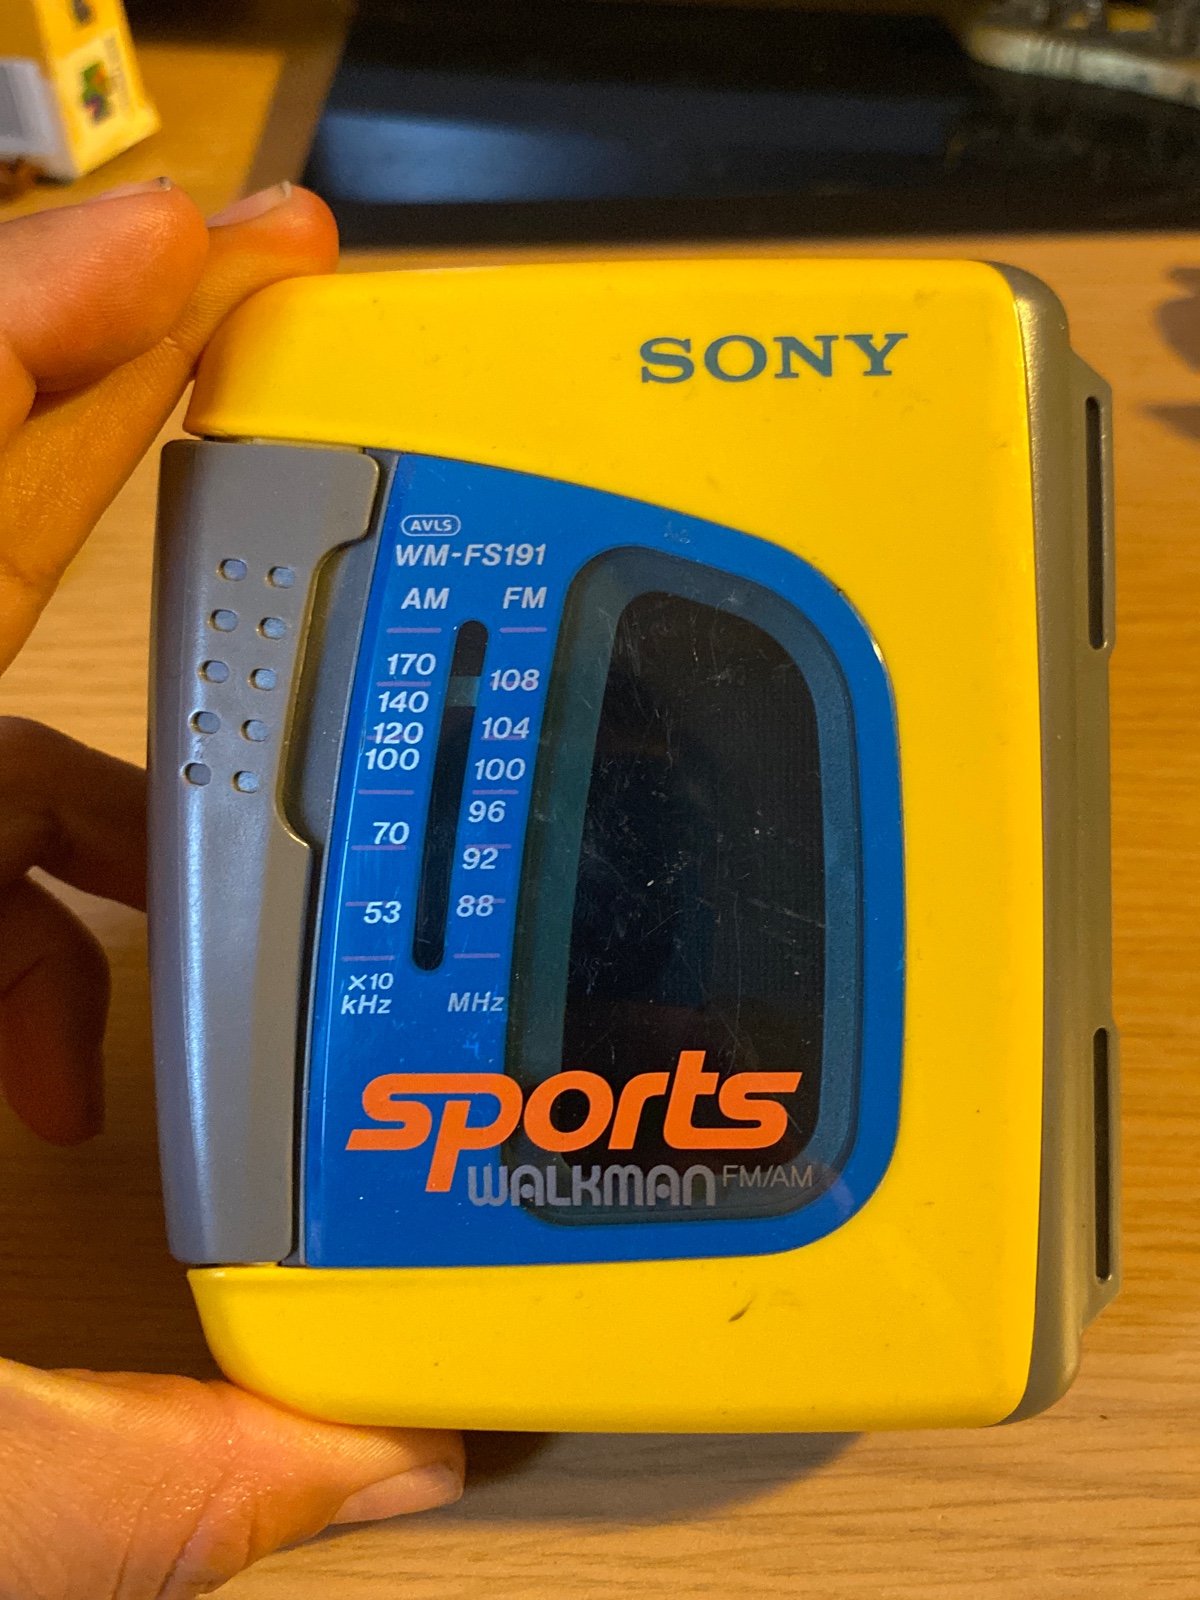 SONY
AVLS
WM-FS191
AM FM
170 108
140 104
120 100
100 96
70 92
53 88
X10
kHz MHz
sports
WALKMAN FM/AM